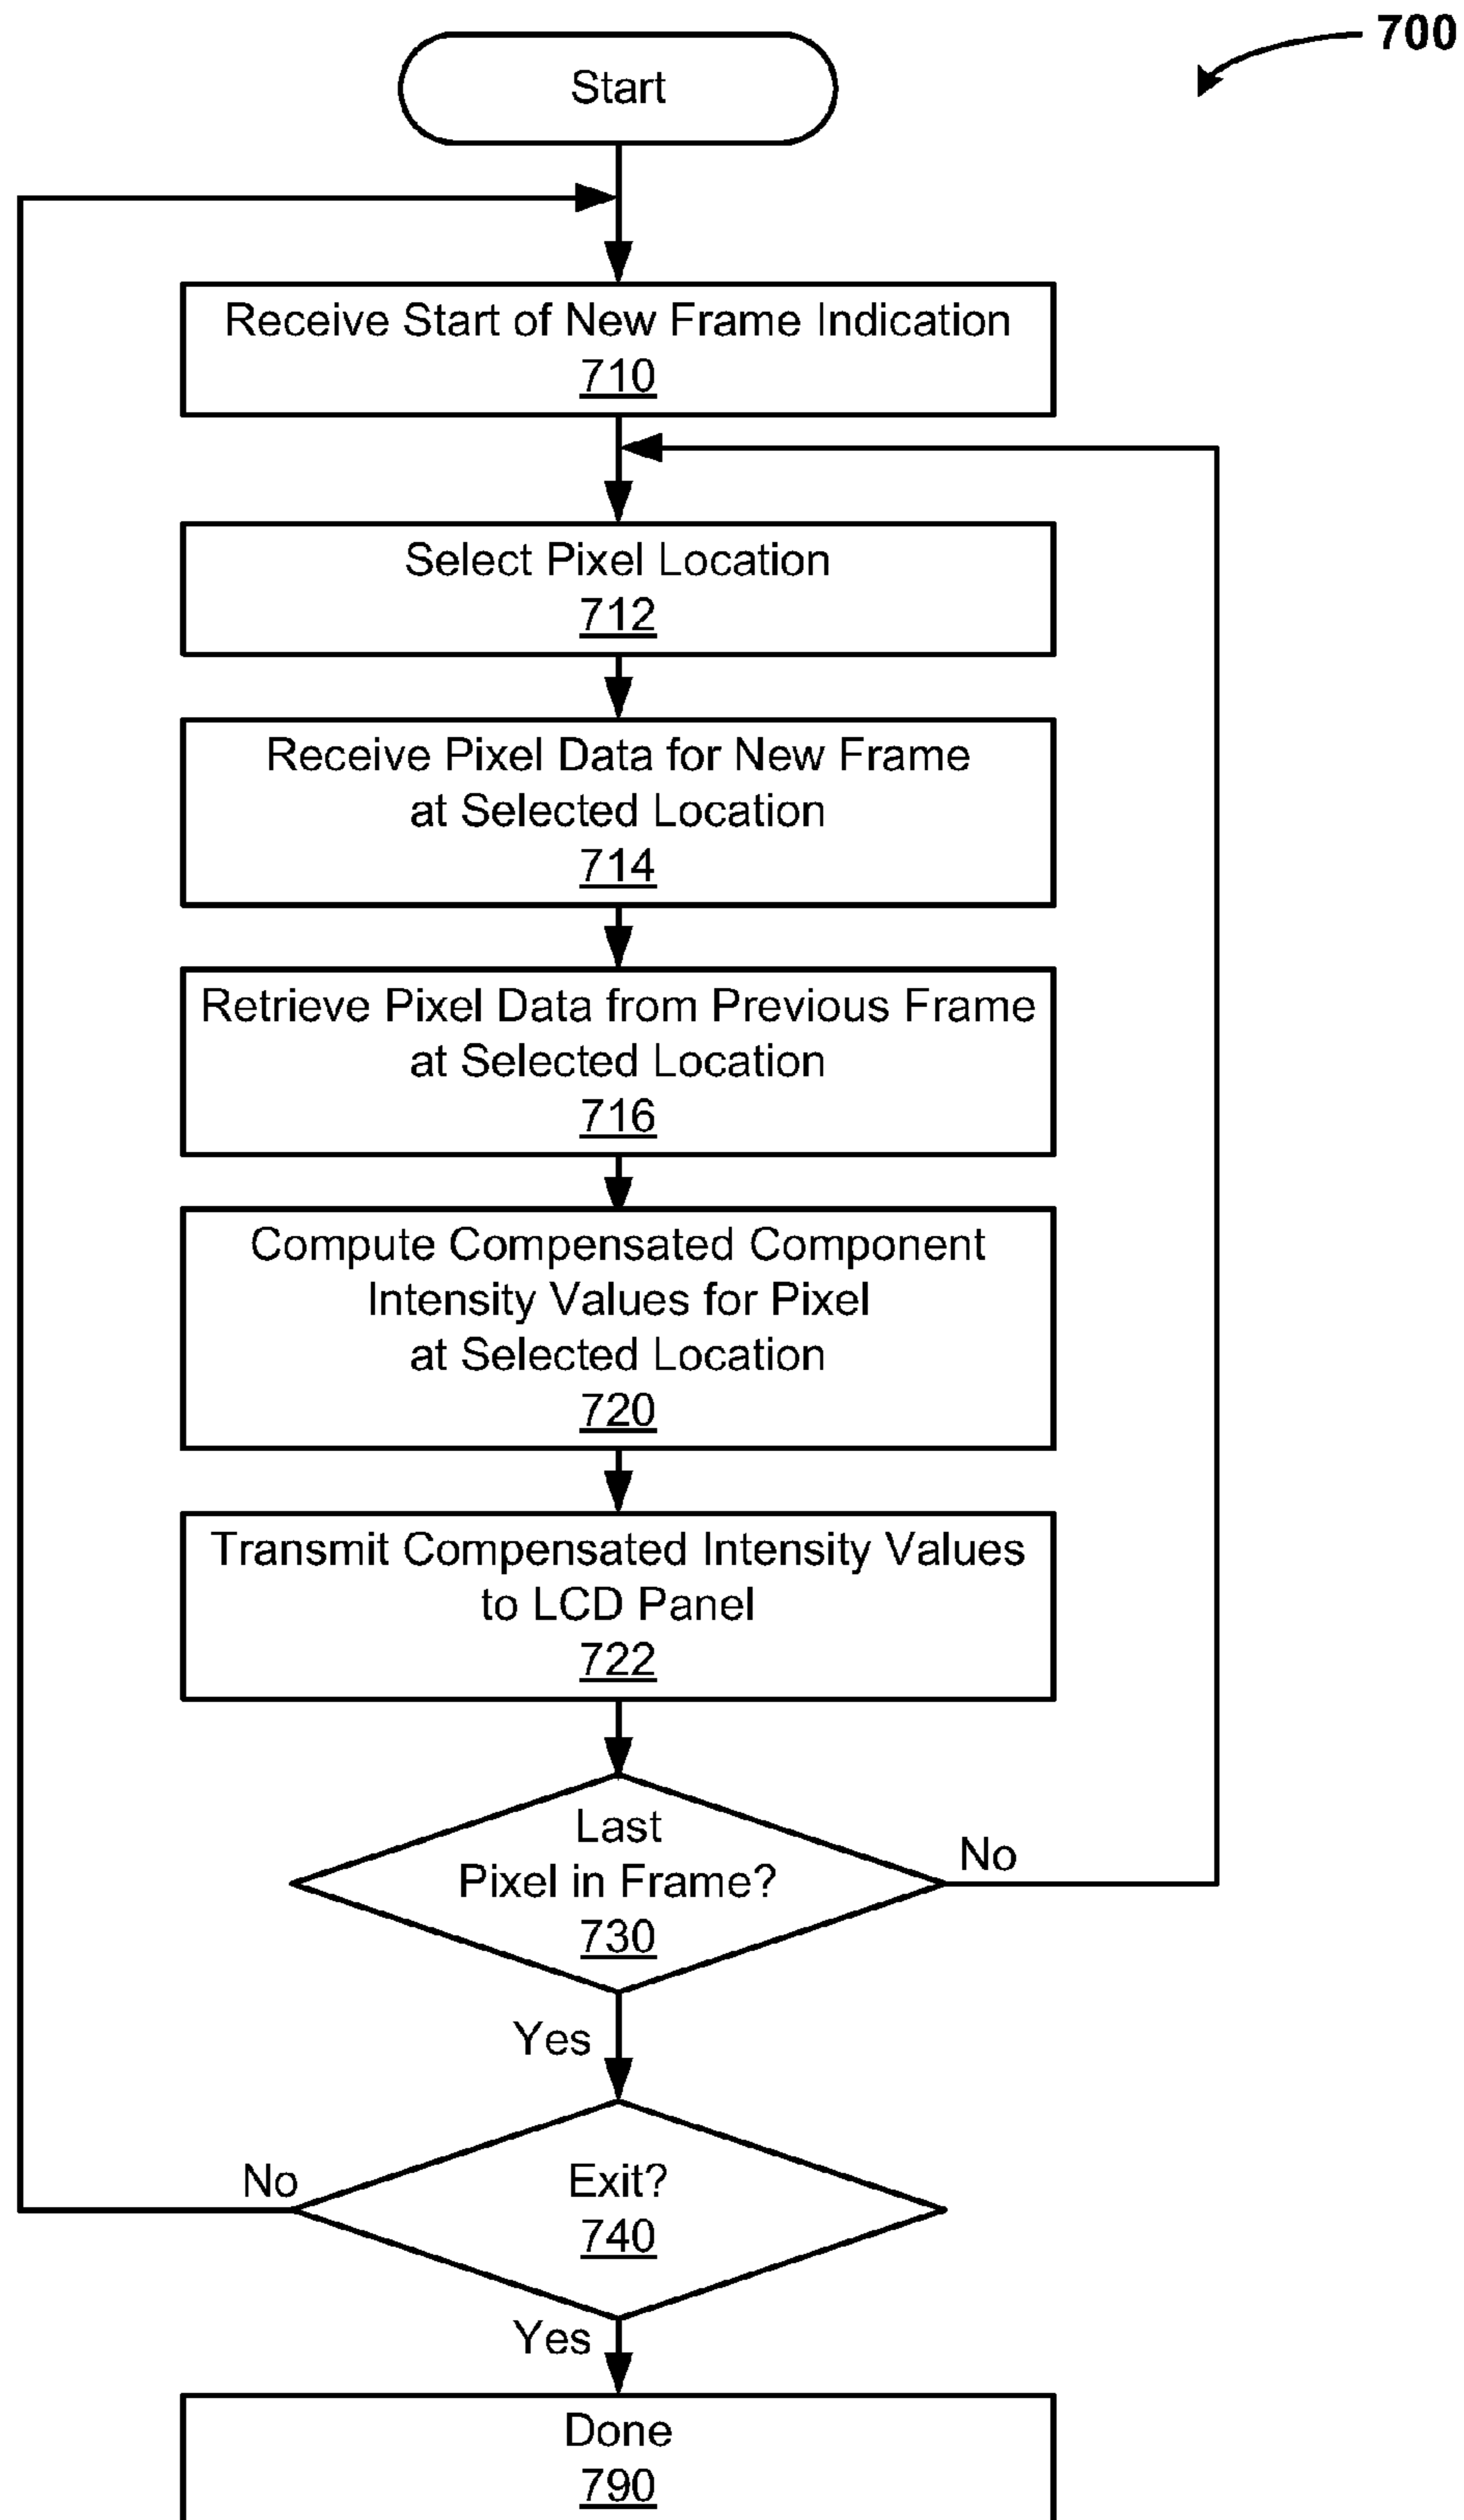 700
Start
Receive Start of New Frame Indication
710
Select Pixel Location
712
Receive Pixel Data for New Frame
at Selected Location
714
Retrieve Pixel Data from Previous Frame
at Selected Location
716
Compute Compensated Component
Intensity Values for Pixel
at Selected Location
720
Transmit Compensated Intensity Values
to LCD Panel
722
Last
Pixel in Frame?
730
No
Yes
No
Exit?
740
Yes
Done
790